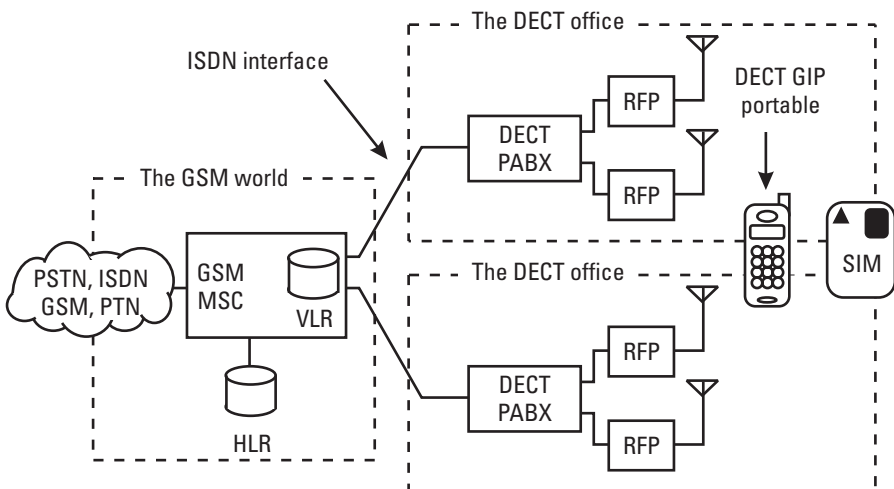 The DECT office
ISDN interface
DECT GIP
portable
RFP
DECT
PABX
RFP
The GSM world
SIM
PSTN, ISDN
GSM, PTN
GSM
MSC
VLR
The DECT office
RFP
DECT
PABX
HLR
RFP